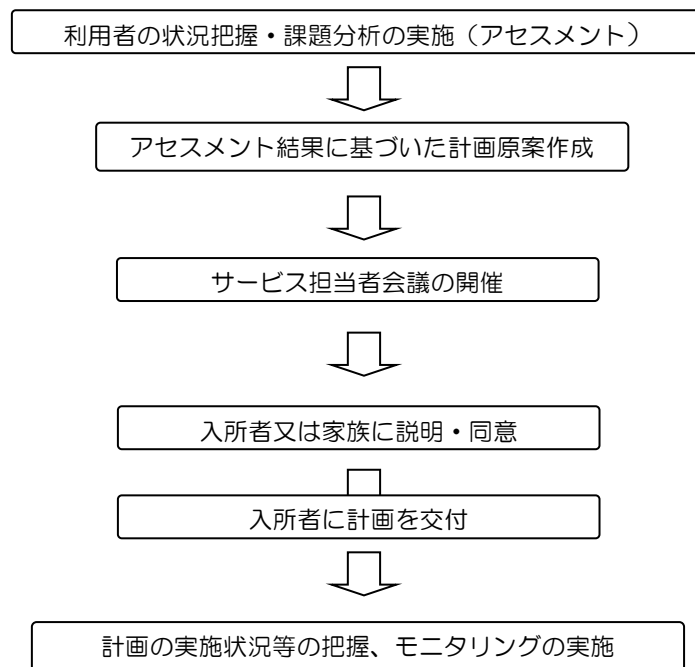 利用者の状況把握・課題分析の実施（アセスメント）
アセスメント結果に基づいた計画原案作成
サービス担当者会議の開催
入所者又は家族に説明・同意
入所者に計画を交付
計画の実施状況等の把握、モニタリングの実施